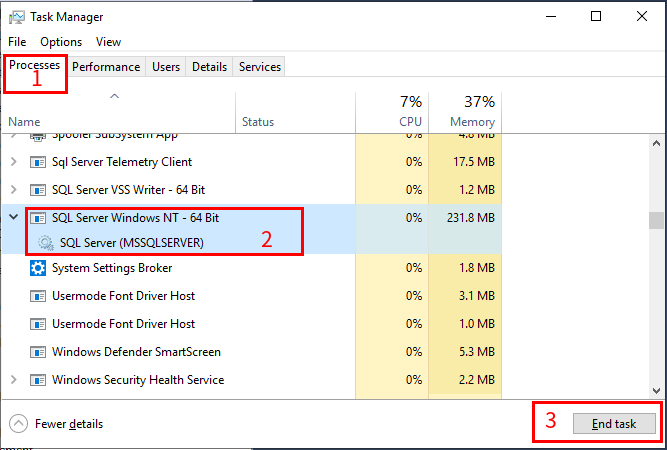 Task Manager
File Options View
Processes Performance Users Details Services
1
7% 37%
Name Status CPU Memory
Spooler SubSystem App 0% 4.8 MB
Sql Server Telemetry Client 0% 17.5 MB
SQL Server VSS Writer - 64 Bit 0% 1.2 MB
SQL Server Windows NT - 64 Bit 0% 231.8 MB
2
SQL Server (MSSQLSERVER)
System Settings Broker 0% 1.8 MB
Usermode Font Driver Host 0% 3.1 MB
Usermode Font Driver Host 0% 1.0 MB
Windows Defender SmartScreen 0% 5.3 MB
Windows Security Health Service 0% 2.2 MB
Fewer details 3 End task